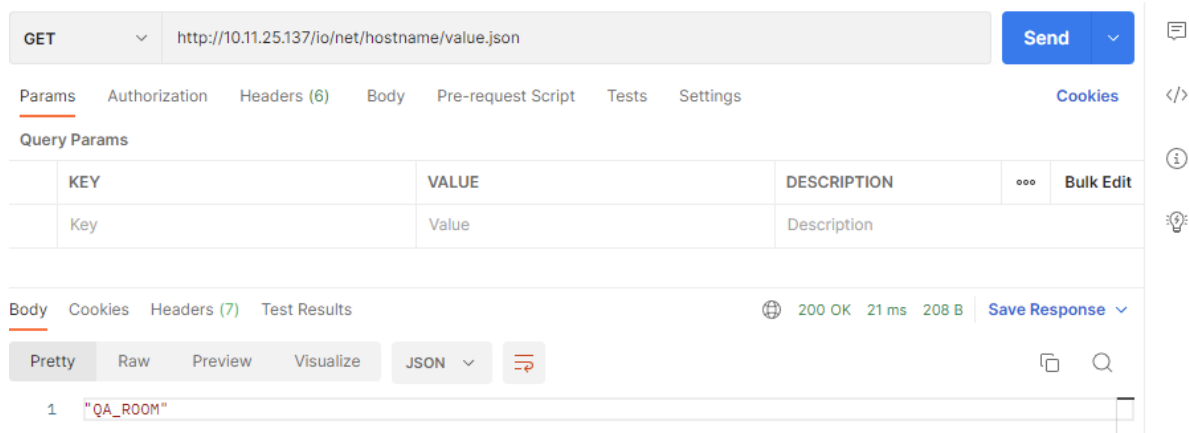 GET http://10.11.25.137/io/net/hostname/value.json Send
Params Authorization Headers (6) Body Pre-request Script Tests Settings Cookies
Query Params
KEY VALUE DESCRIPTION ooo Bulk Edit
Key Value Description
Body Cookies Headers (7) Test Results 200 OK 21 ms 208 B Save Response
Pretty Raw Preview Visualize JSON
1 "QA_ROOM"